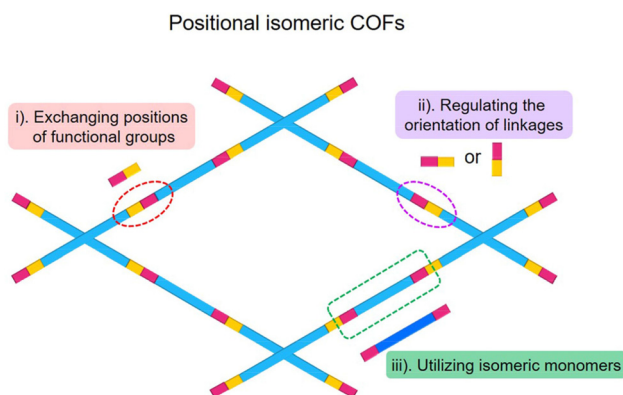 Positional isomeric COFs
i). Exchanging positions
of functional groups
ii). Regulating the
orientation of linkages
or
iii). Utilizing isomeric monomers